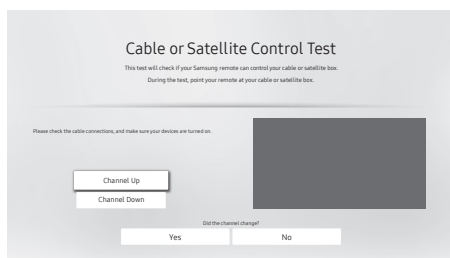 Cable or Satellite Control Test
This test will check if your Samsung remote can control your cable or satellite box.
During the test, point your remote at your cable or satellite box.
Please check the cable connections, and make sure your devices are turned on.
Channel Up
Channel Down
Did the channel change?
Yes
No